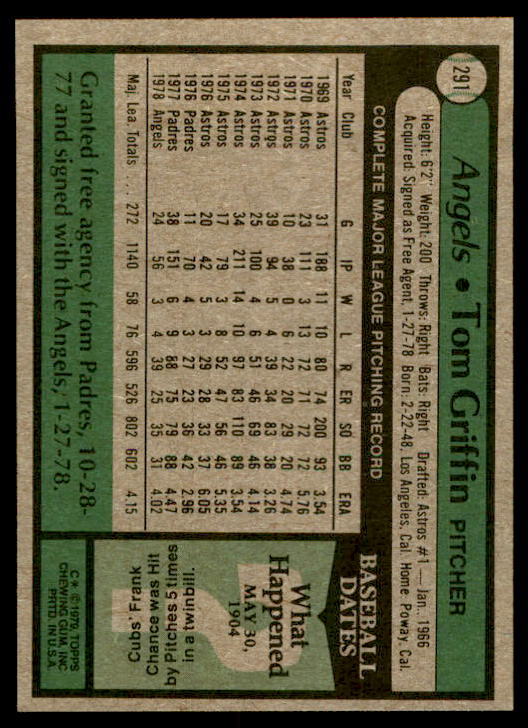 291
Angels • Tom Griffin PITCHER
Height: 6'2" Weight: 200 Throws: Right Bats: Right Drafted: Astros #1 — Jan. 1966
Acquired: Signed as Free Agent, 1-27-78 Born: 2-22-48, Los Angeles, Cal. Home: Poway, Cal.
COMPLETE MAJOR LEAGUE PITCHING RECORD
Year Club G IP W L R ER SO BB ERA
1969 Astros 31 188 11 10 80 74 200 93 3.54
1970 Astros 23 111 3 13 72 71 72 72 5.76
1971 Astros 10 38 0 6 22 20 29 20 4.74
1972 Astros 39 94 5 4 39 34 83 38 3.26
1973 Astros 25 100 4 6 51 46 69 46 4.14
1974 Astros 34 211 14 10 97 83 110 89 3.54
1975 Astros 17 79 3 8 52 47 56 46 5.35
1976 Astros 20 42 5 3 29 28 33 37 6.05
1976 Padres 11 70 4 3 27 23 36 42 2.96
1977 Padres 38 151 6 9 88 75 79 88 4.47
1978 Angels 24 56 3 4 39 25 35 31 4.02
Maj. Lea. Totals . . . 272 1140 58 76 596 526 802 602 4.15
Granted free agency from Padres, 10-28-
77 and signed with the Angels, 1-27-78.
BASEBALL
DATES
What
Happened
MAY 30,
1904
Cubs' Frank
Chance was Hit
by Pitches 5 times
in a twinbill.
C* © 1979, TOPPS
CHEWING GUM, INC
PRTD. IN U.S.A.